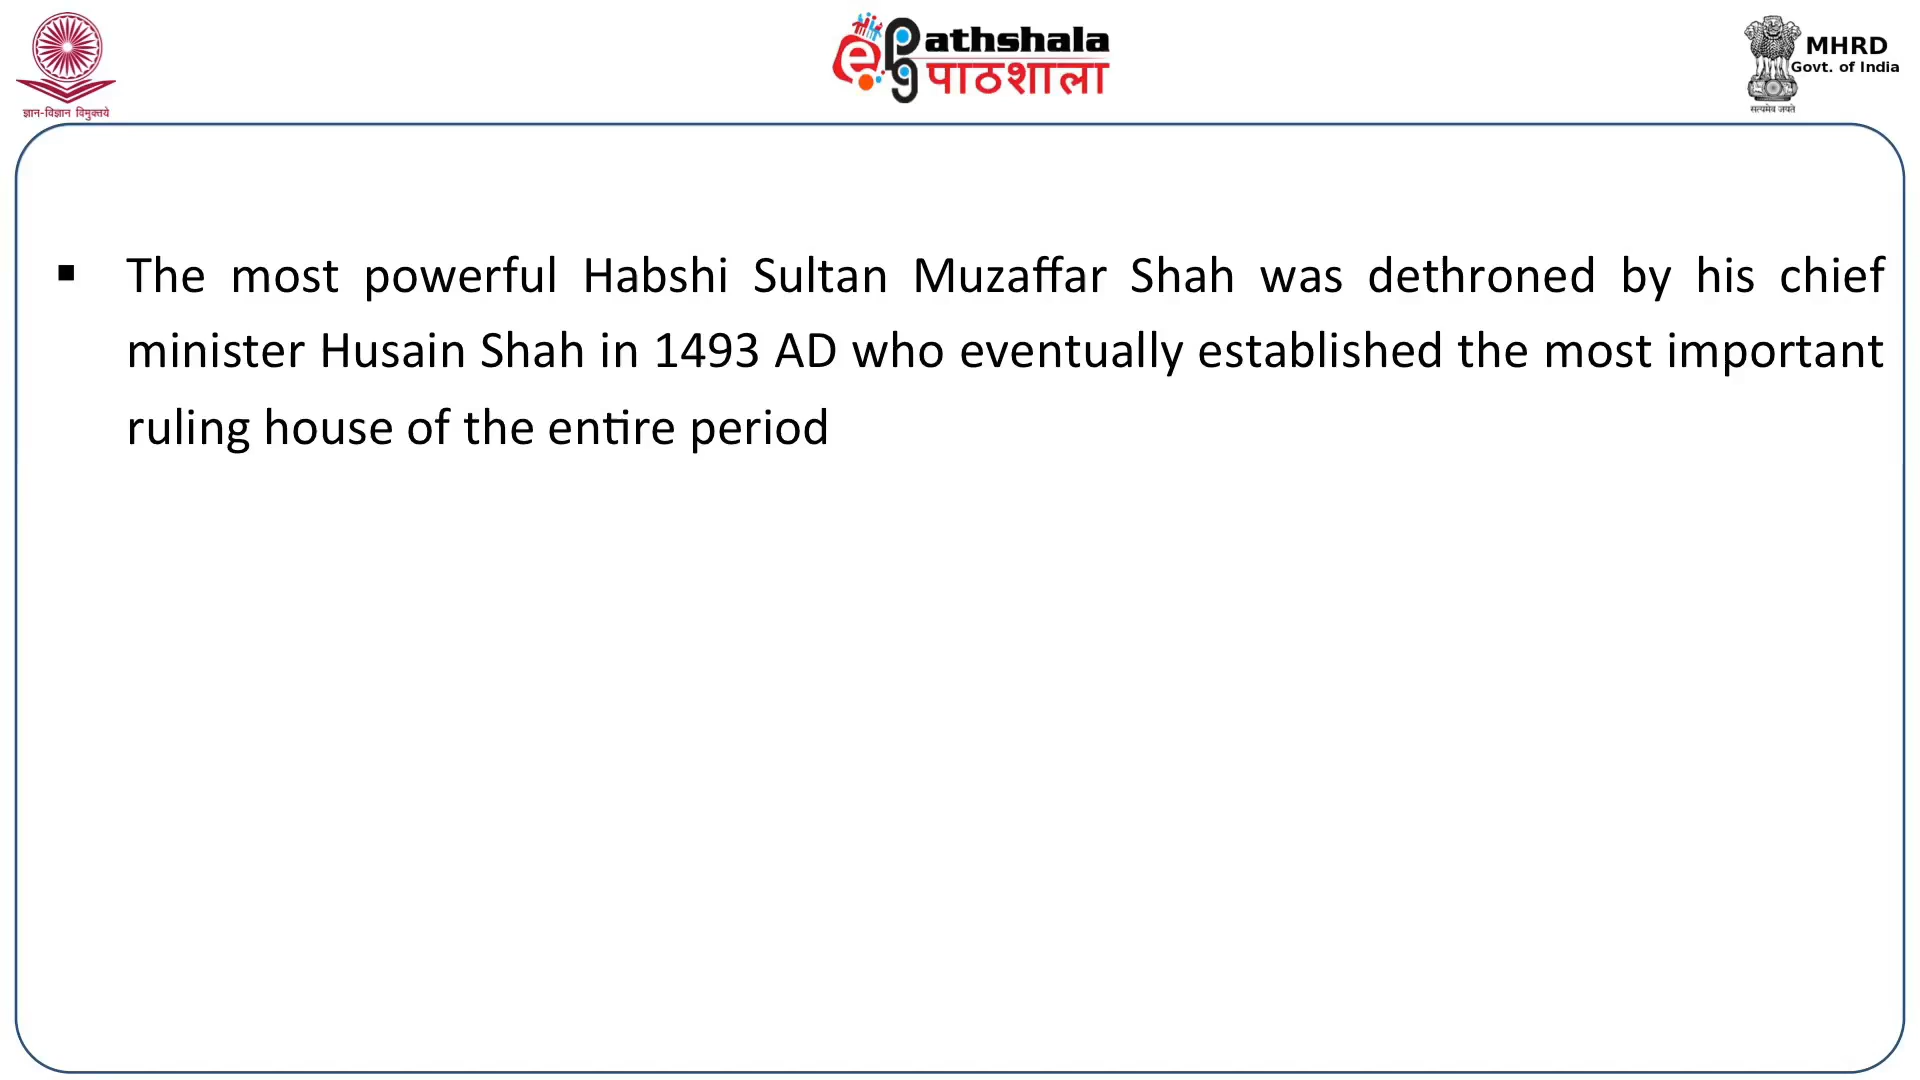 ज्ञान-विज्ञान विमुक्तये
e
Pathshala
पाठशाला
pg
MHRD
Govt. of India
सत्यमेव जयते
▪ The most powerful Habshi Sultan Muzaffar Shah was dethroned by his chief
minister Husain Shah in 1493 AD who eventually established the most important
ruling house of the entire period